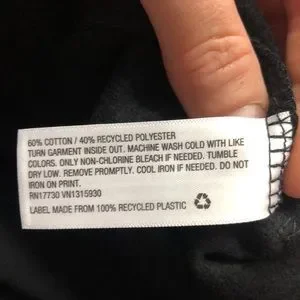 60% COTTON / 40% RECYCLED POLYESTER
TURN GARMENT INSIDE OUT. MACHINE WASH COLD WITH LIKE
COLORS. ONLY NON-CHLORINE BLEACH IF NEEDED. TUMBLE
DRY LOW. REMOVE PROMPTLY. COOL IRON IF NEEDED. DO NOT
IRON ON PRINT.
RN17730 VN1315930
LABEL MADE FROM 100% RECYCLED PLASTIC